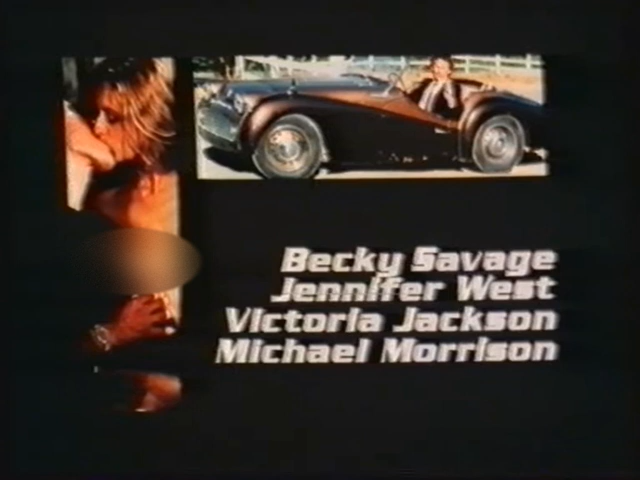 Becky Savage
Jennifer West
Victoria Jackson
Michael Morrison